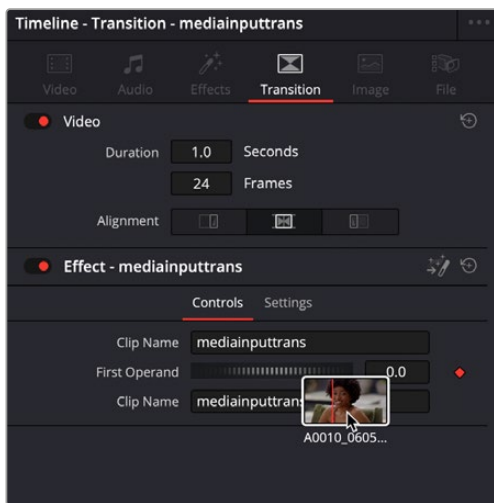 Timeline - Transition - mediainputtrans
Video Audio Effects Transition Image File
Video
Duration 1.0 Seconds
24 Frames
Alignment
Effect - mediainputtrans
Controls Settings
Clip Name mediainputtrans
First Operand 0.0
Clip Name mediainputtrans
A0010_0605...